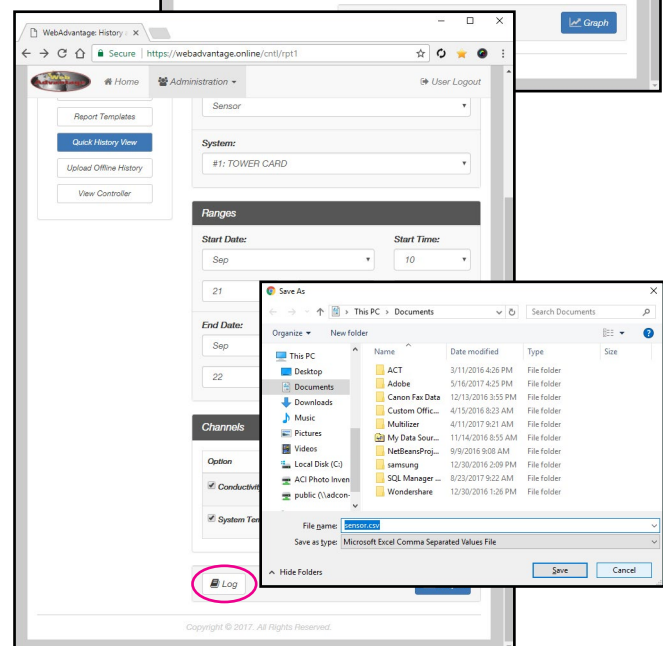 Graph
WebAdvantage: History
Secure
https://webadvantage.online/cntl/rpt1
Home
Administration
User Logout
Report Templates
Quick History View
Upload Offline History
View Controller
Sensor
System:
#1: TOWER CARD
Ranges
Start Date:
Start Time:
Sep
10
21
End Date:
Sep
22
Channels
Option
Conductivity
System Tem
Log
Copyright © 2017. All Rights Reserved.
Save As
This PC › Documents
Search Documents
Organize
New folder
Name
Date modified
Type
Size
This PC
Desktop
Documents
Downloads
Music
Pictures
Videos
Local Disk (C:)
ACI Photo Inven
public (\\adcon-
ACT 3/11/2016 4:26 PM File folder
Adobe 5/16/2017 4:25 PM File folder
Canon Fax Data 12/13/2016 3:55 PM File folder
Custom Offic... 4/15/2016 8:23 AM File folder
Multilizer 4/11/2017 9:21 AM File folder
My Data Sour... 11/14/2016 8:55 AM File folder
NetBeansProj... 9/9/2016 9:08 AM File folder
samsung 12/30/2016 2:09 PM File folder
SQL Manager ... 8/23/2017 9:22 AM File folder
Wondershare 12/30/2016 1:26 PM File folder
File name: sensor.csv
Save as type: Microsoft Excel Comma Separated Values File
Hide Folders
Save
Cancel